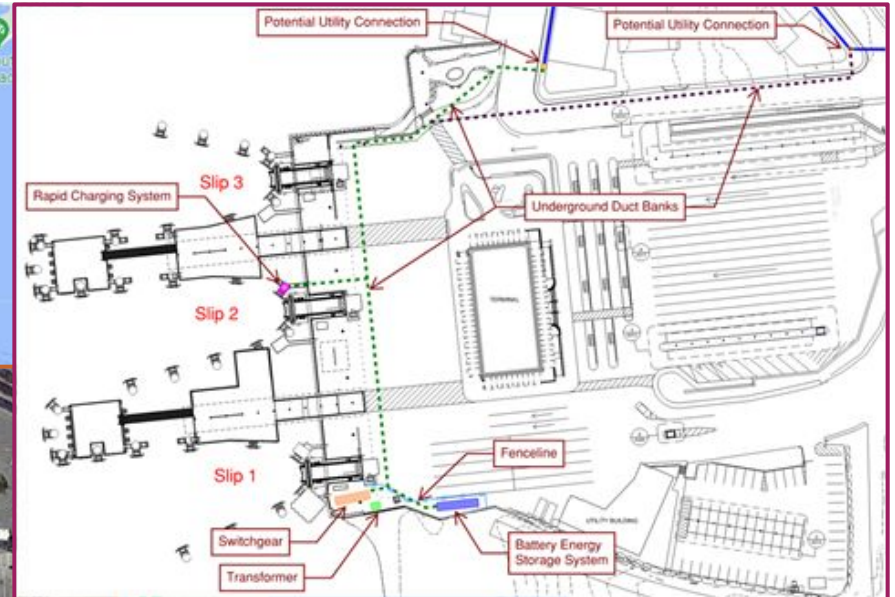 Potential Utility Connection
Potential Utility Connection
Slip 3
Rapid Charging System
Underground Duct Banks
Slip 2
TERMINAL
Slip 1
Fenceline
Switchgear
Transformer
Battery Energy
Storage System
UTILITY BUILDING